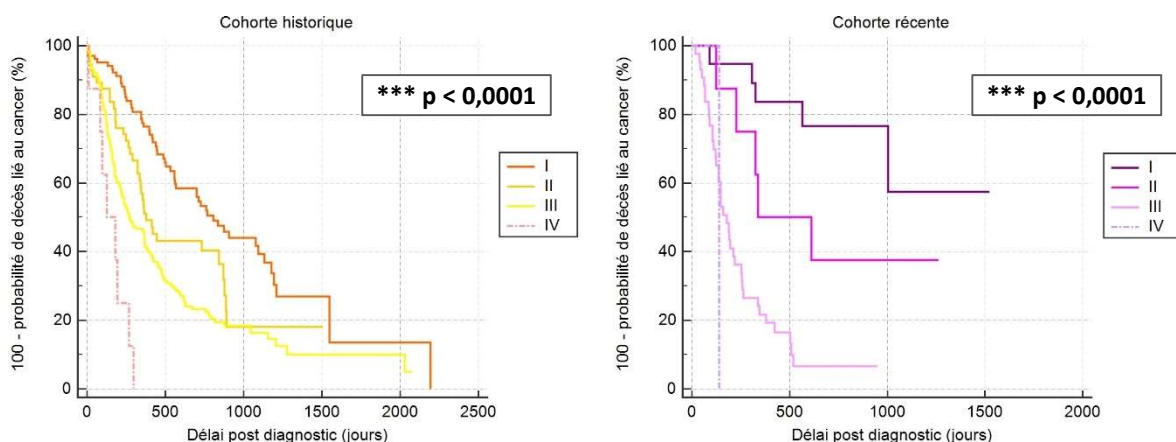 Cohorte historique
100 - probabilité de décès lié au cancer (%)
100
80
60
40
20
0
*** p < 0,0001
I
II
III
IV
0 500 1000 1500 2000 2500
Délai post diagnostic (jours)
Cohorte récente
100 - probabilité de décès lié au cancer (%)
100
80
60
40
20
0
*** p < 0,0001
I
II
III
IV
0 500 1000 1500 2000
Délai post diagnostic (jours)